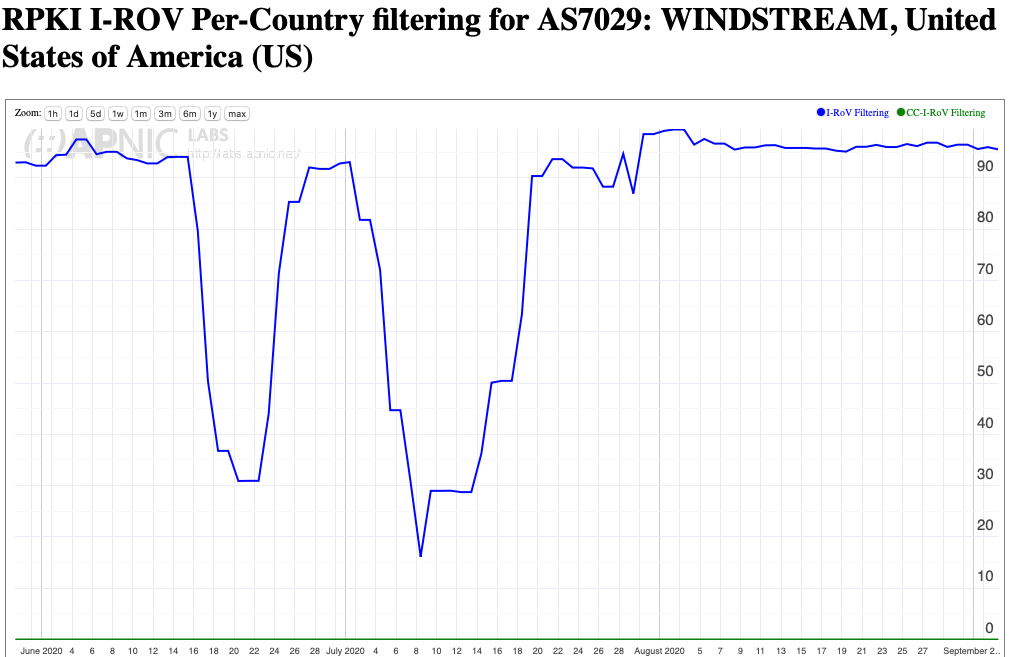 RPKI I-ROV Per-Country filtering for AS7029: WINDSTREAM, United
States of America (US)
Zoom: 1h 1d 5d 1w 1m 3m 6m 1y max
I-RoV Filtering CC-I-RoV Filtering
(::) APNIC LABS
http://labs.apnic.net/
90
80
70
60
50
40
30
20
10
0
June 2020 4 6 8 10 12 14 16 18 20 22 24 26 28 July 2020 4 6 8 10 12 14 16 18 20 22 24 26 28 August 2020 5 7 9 11 13 15 17 19 21 23 25 27 September 2..